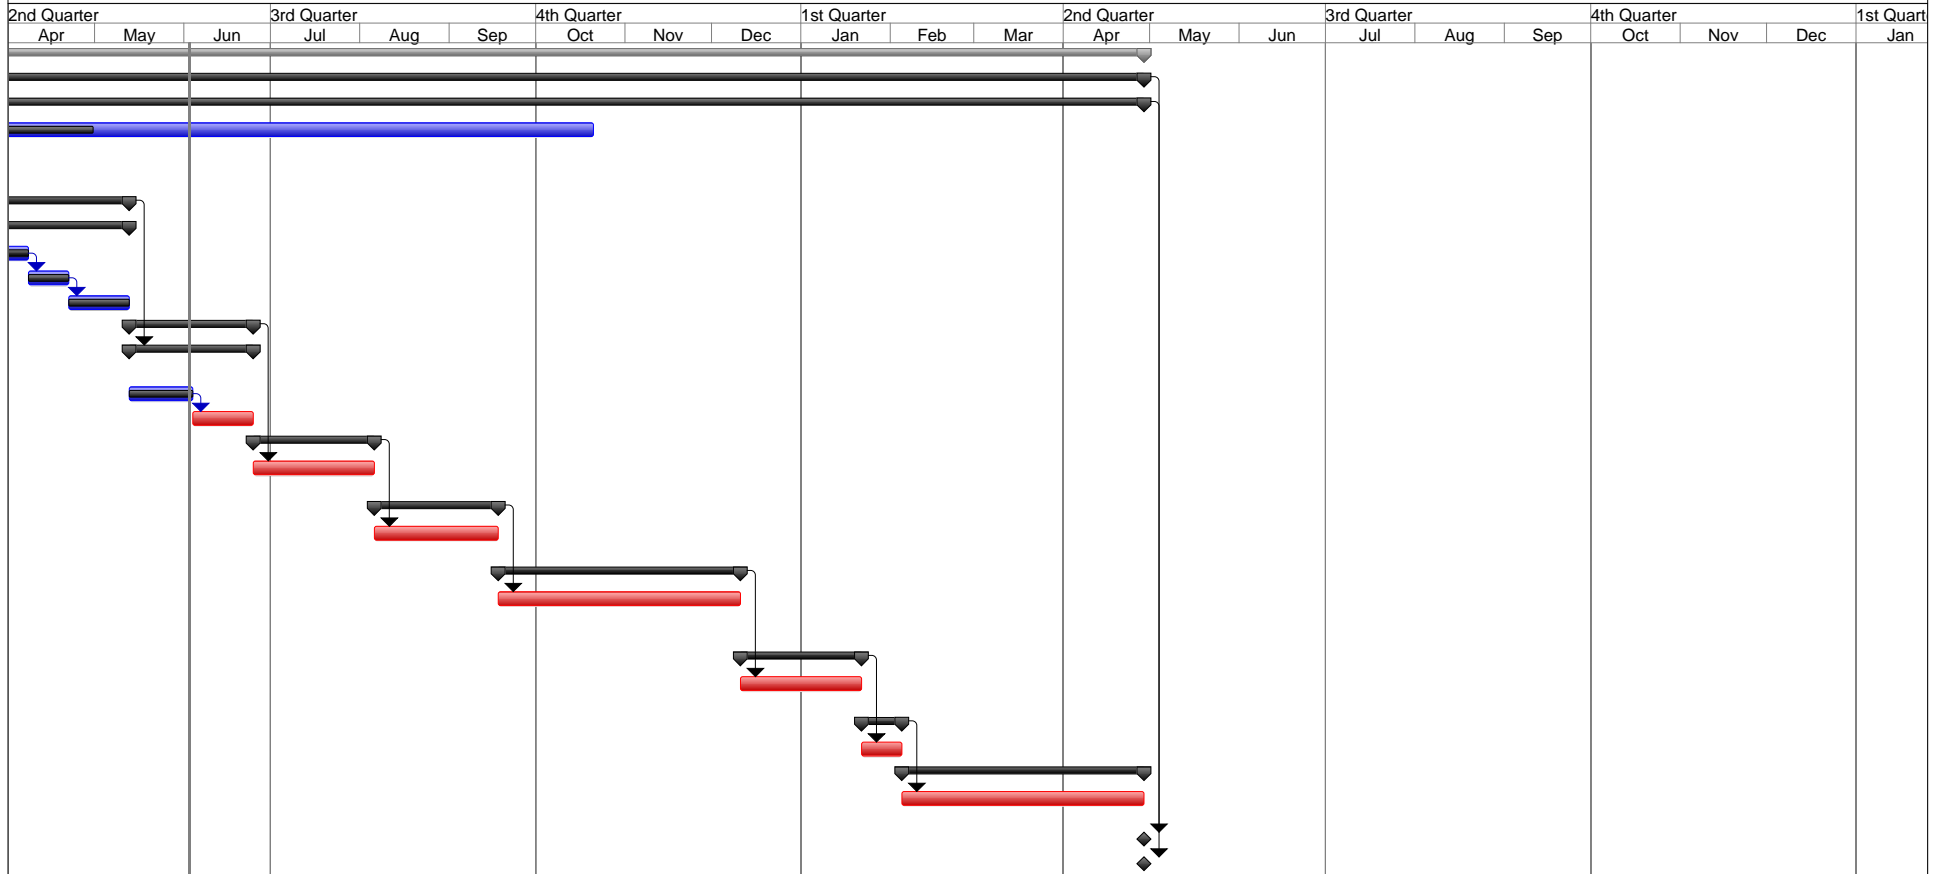 2nd Quarter 3rd Quarter 4th Quarter 1st Quarter 2nd Quarter 3rd Quarter 4th Quarter 1st Quart
Apr May Jun Jul Aug Sep Oct Nov Dec Jan Feb Mar Apr May Jun Jul Aug Sep Oct Nov Dec Jan